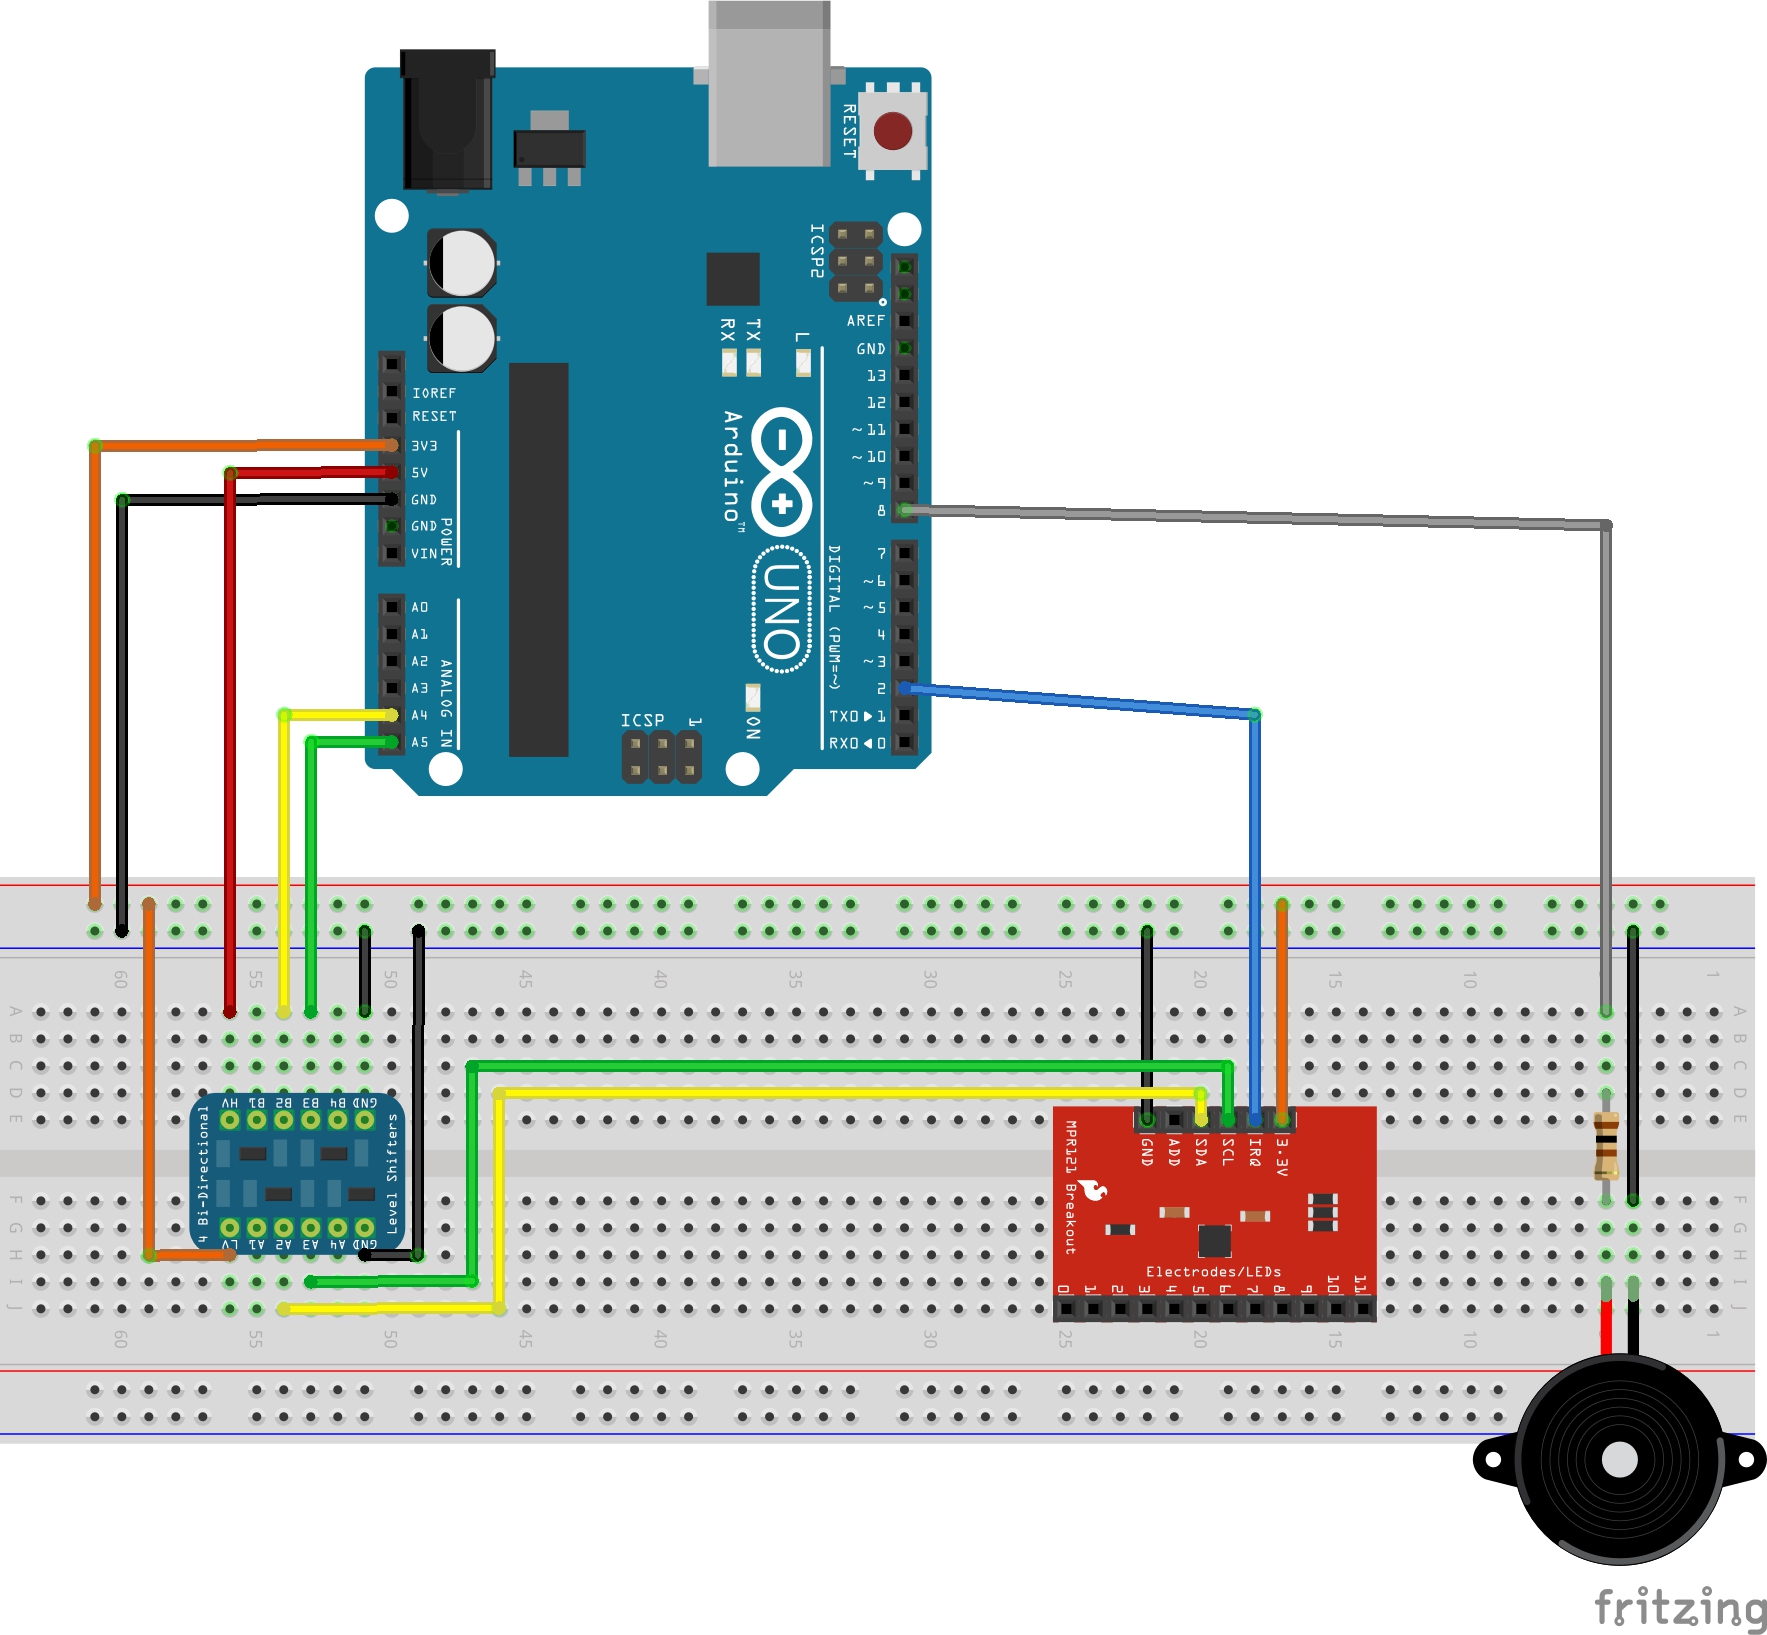 RESET
ICSP2
AREF
GND
13
12
~11
~10
~9
8
7
~6
~5
4
~3
2
TX0▶1
RX0◀0
DIGITAL (PWM=~)
RX
TX
L
Arduino™
UNO
ON
ICSP
1
IOREF
RESET
3V3
5V
GND
GND
VIN
POWER
A0
A1
A2
A3
A4
A5
ANALOG IN
60 55 50 45 40 35 30 25 20 15 10 1
A
B
C
D
E
F
G
H
I
J
A
B
C
D
E
F
G
H
I
J
HV B1 B2 B3 B4 GND
4 Bi-Directional
Level Shifters
LV A1 A2 A3 A4 GND
MPR121 Breakout
GND ADD SDA SCL IRQ 3.3V
Electrodes/LEDs
0 1 2 3 4 5 6 7 8 9 10 11
60 55 50 45 40 35 30 25 20 15 10 1
fritzing